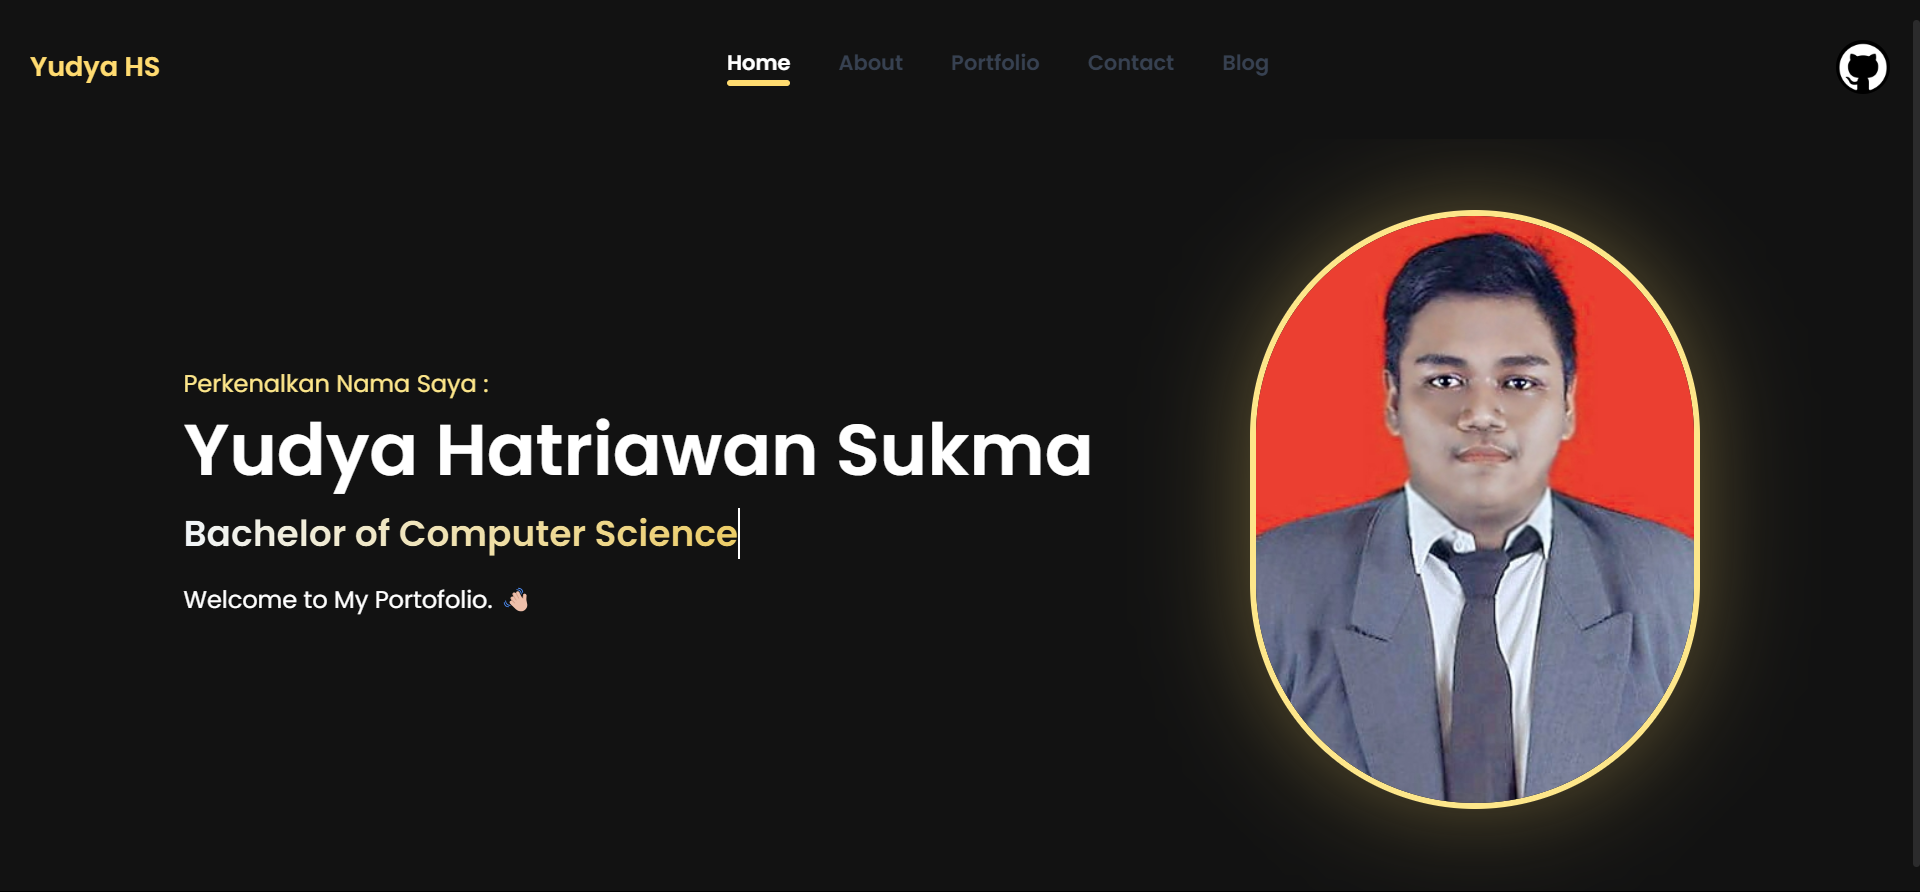 Yudya HS
Home About Portfolio Contact Blog
Perkenalkan Nama Saya :
Yudya Hatriawan Sukma
Bachelor of Computer Science
Welcome to My Portofolio. 👋🏻